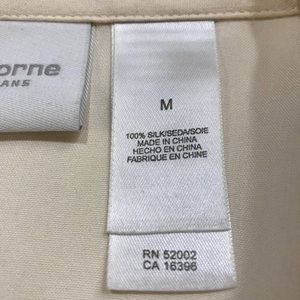 orne
ANS
M
100% SILK/SEDA/SOIE
MADE IN CHINA
HECHO EN CHINA
FABRIQUE EN CHINE
RN 52002
CA 16396